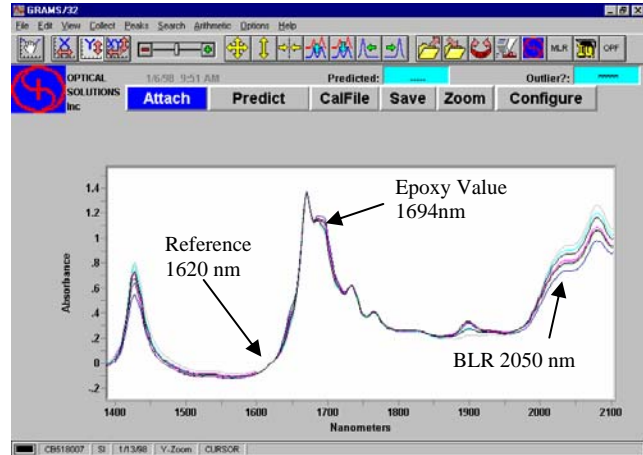 GRAMS/32
File Edit View Collect Peaks Search Arithmetic Options Help
MLR OPF
OPTICAL SOLUTIONS Inc
1/6/98 9:51 AM Predicted: ----- Outlier?: ------
Attach Predict CalFile Save Zoom Configure
Epoxy Value
1694nm
Reference
1620 nm
BLR 2050 nm
Absorbance
1.4
1.2
1
.8
.6
.4
.2
0
-.2
1400 1500 1600 1700 1800 1900 2000 2100
Nanometers
CB518007 SI 1/13/98 Y-Zoom CURSOR